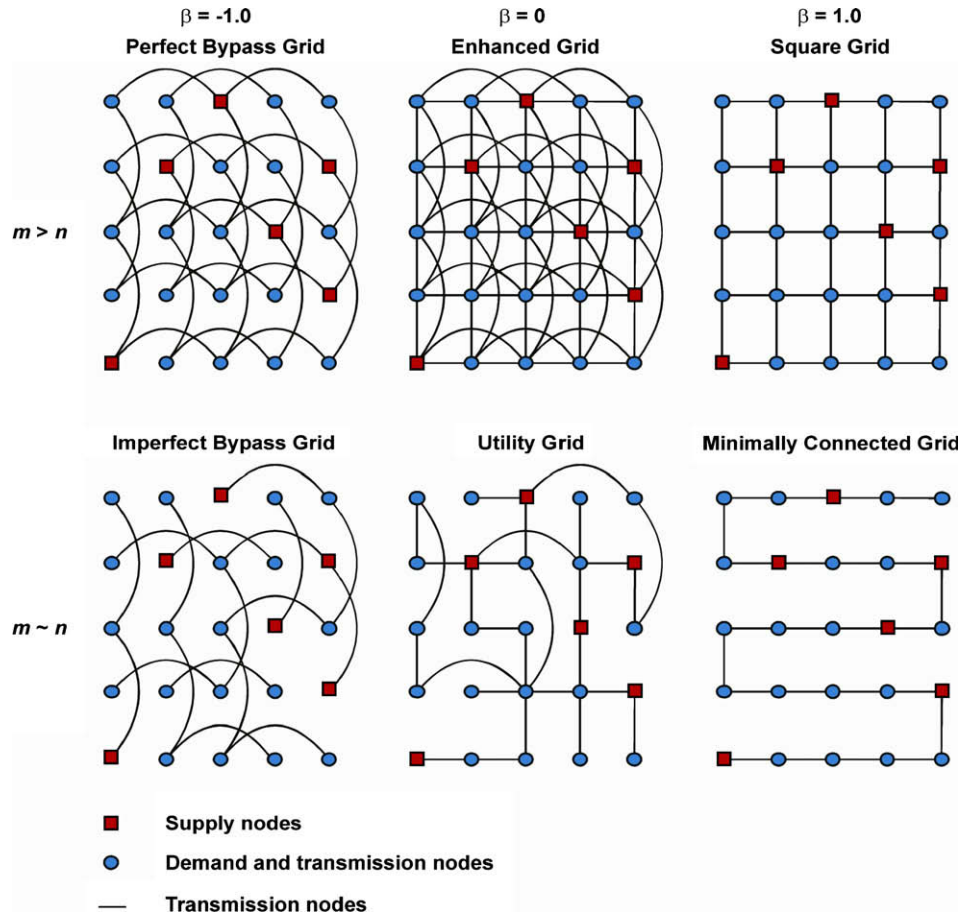 β = -1.0 β = 0 β = 1.0
Perfect Bypass Grid Enhanced Grid Square Grid
m > n
Imperfect Bypass Grid Utility Grid Minimally Connected Grid
m ~ n
Supply nodes
Demand and transmission nodes
Transmission nodes